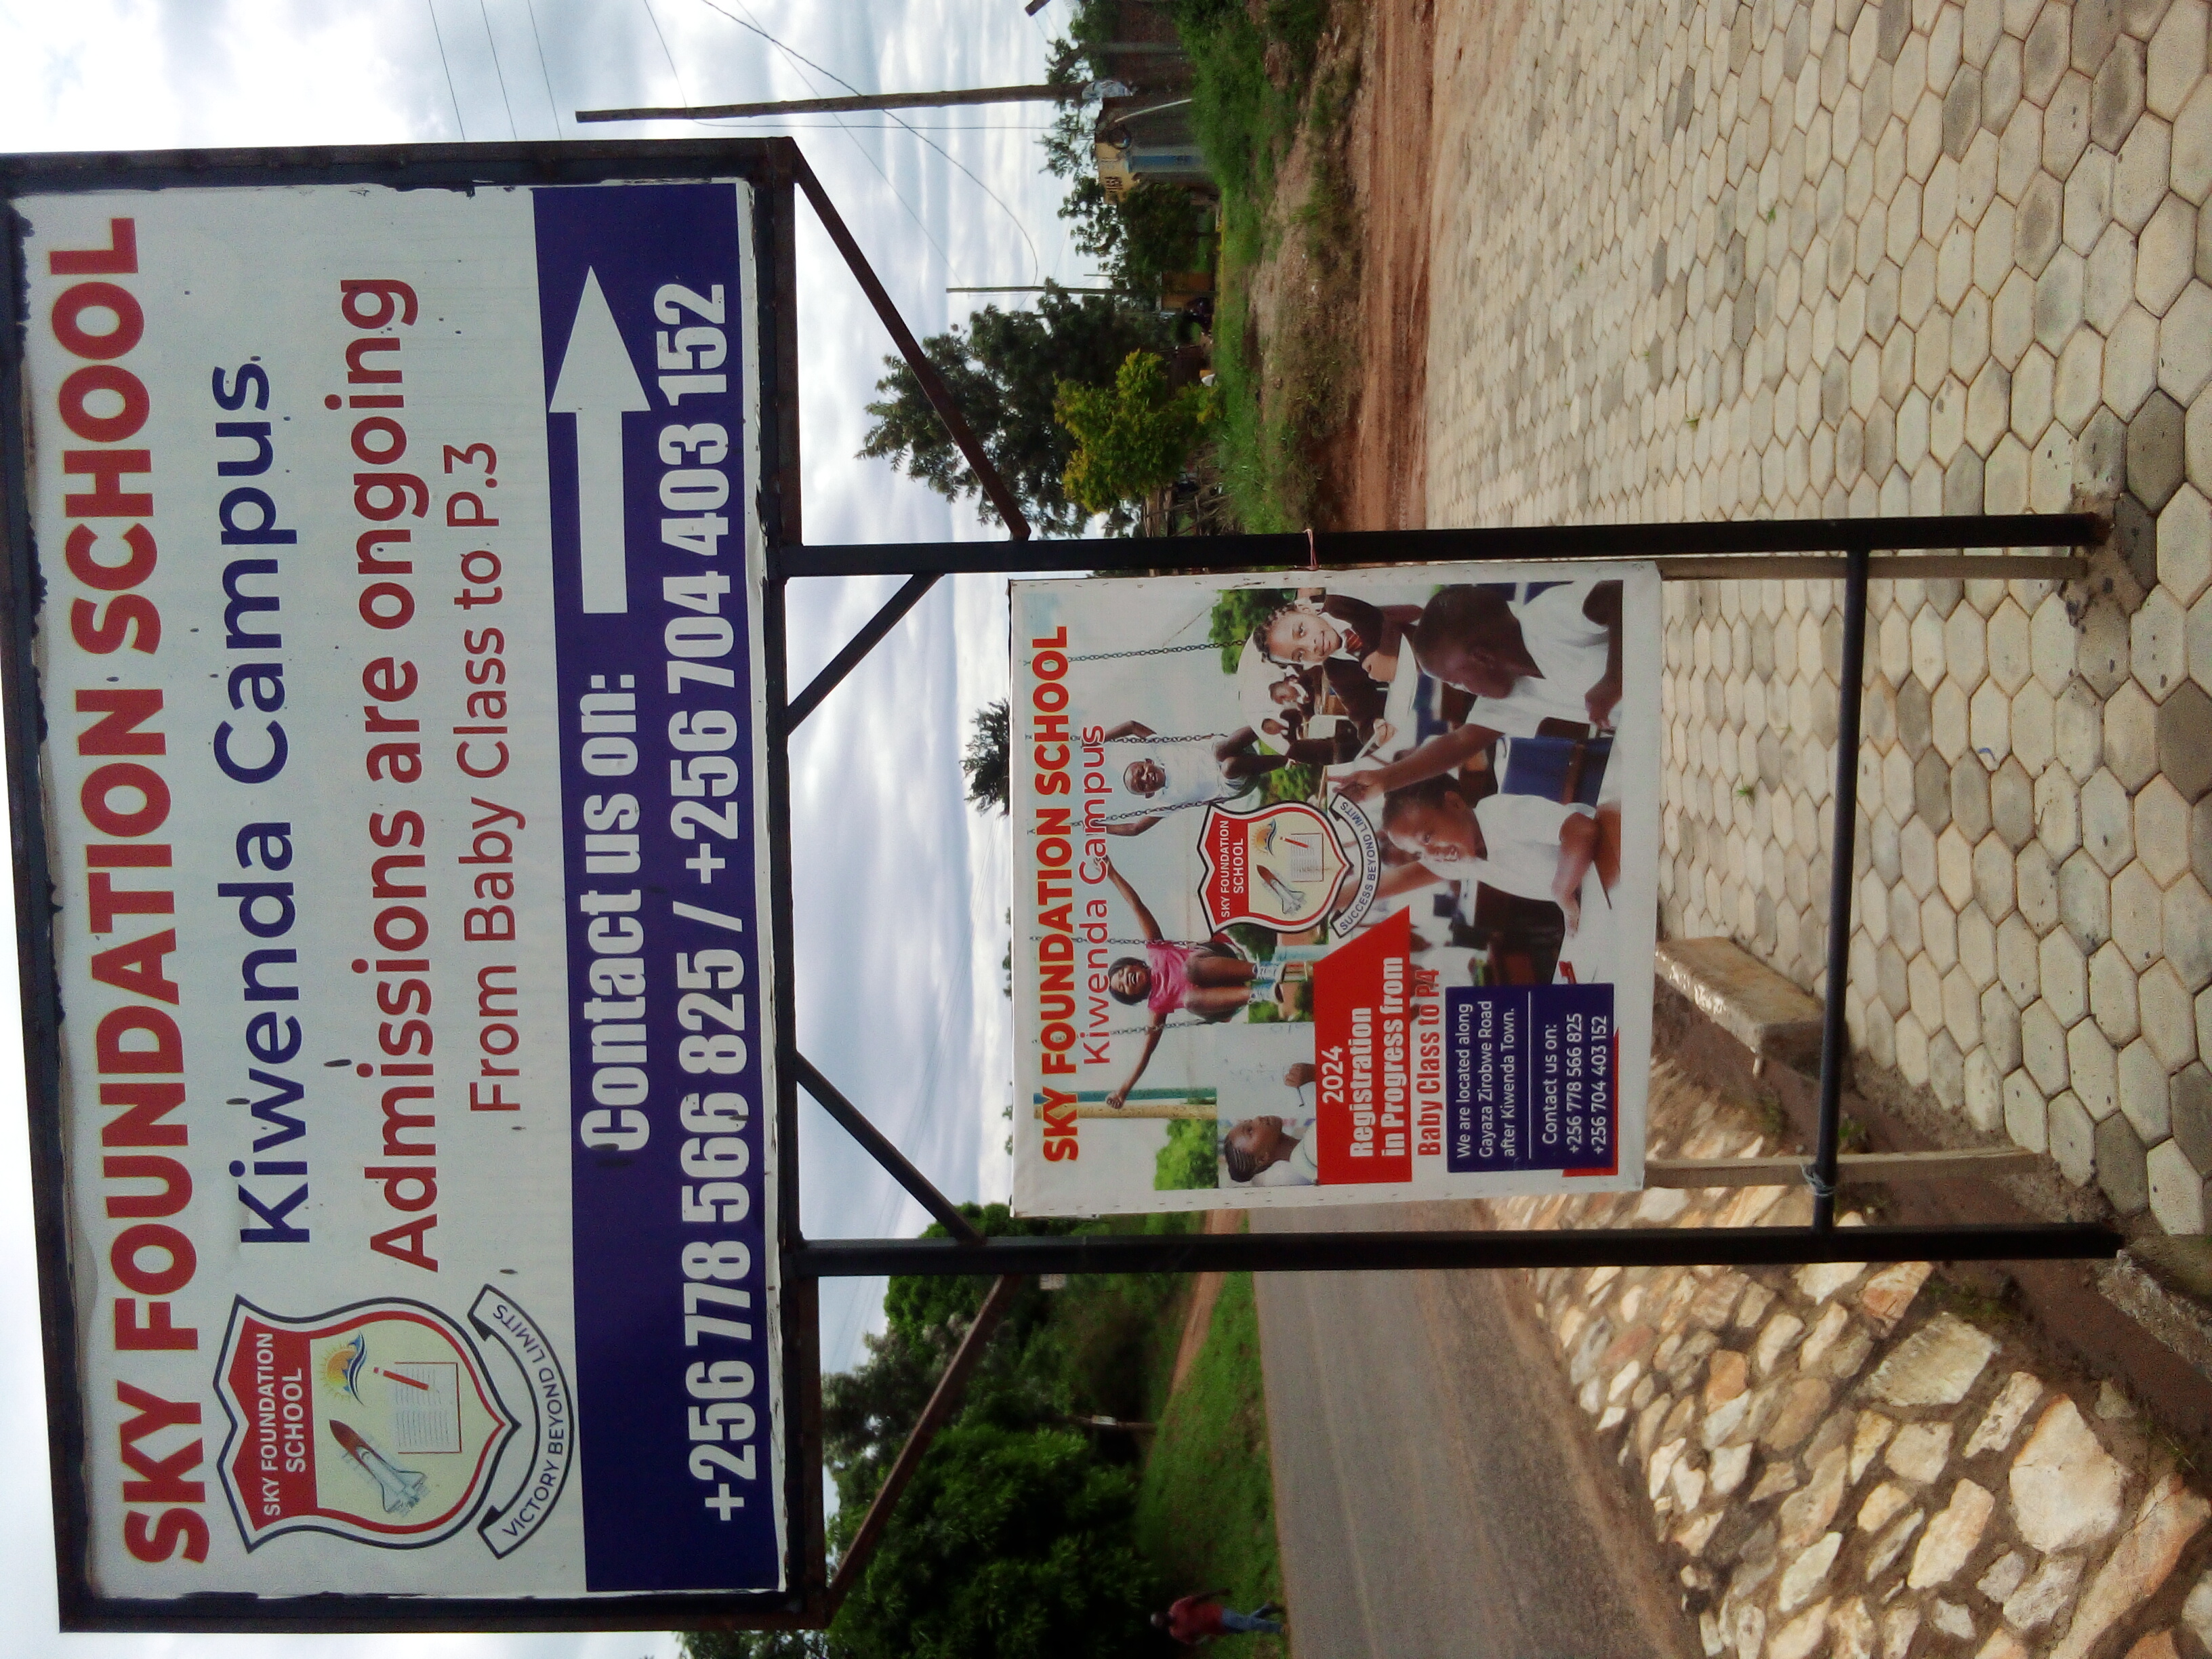 SKY FOUNDATION SCHOOL
SKY FOUNDATION
SCHOOL
VICTORY BEYOND LIMITS
Kiwenda Campus
Admissions are ongoing
From Baby Class to P.3
Contact us on:
+256 778 566 825 / +256 704 403 152
SKY FOUNDATION SCHOOL
Kiwenda Campus
SKY FOUNDATION
SCHOOL
SUCCESS BEYOND LIMITS
2024
Registration
in Progress from
Baby Class to P.4
We are located along
Gayaza Zirobwe Road
after Kiwenda Town.
Contact us on:
+256 778 566 825
+256 704 403 152